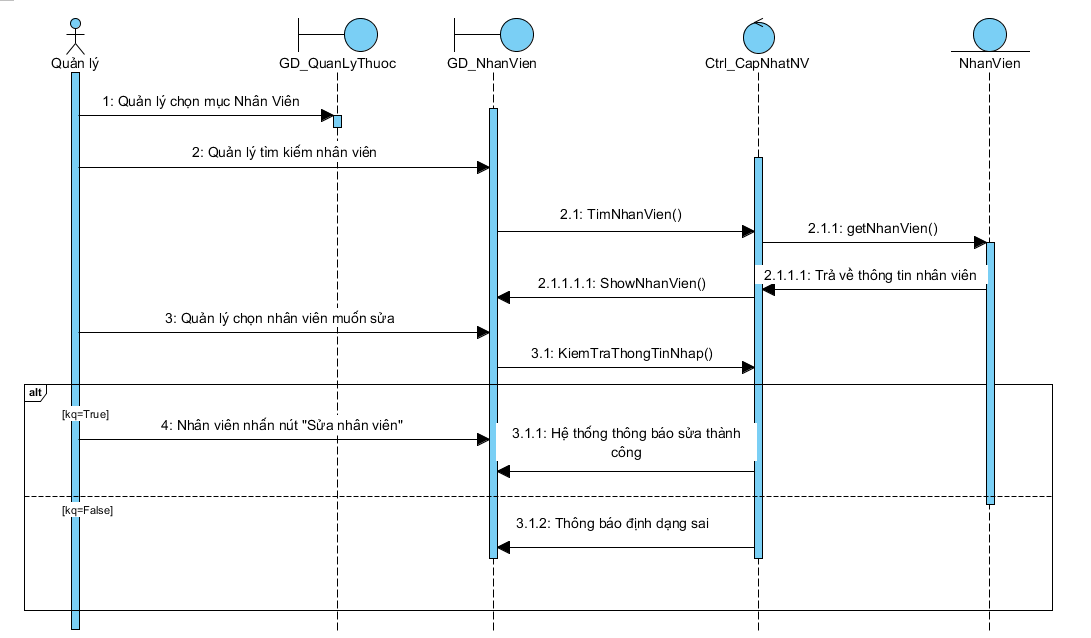 Quản lý
GD_QuanLyThuoc
GD_NhanVien
Ctrl_CapNhatNV
NhanVien
1: Quản lý chọn mục Nhân Viên
2: Quản lý tìm kiếm nhân viên
2.1: TimNhanVien()
2.1.1: getNhanVien()
2.1.1.1: Trả về thông tin nhân viên
2.1.1.1.1: ShowNhanVien()
3: Quản lý chọn nhân viên muốn sửa
3.1: KiemTraThongTinNhap()
alt
[kq=True]
4: Nhân viên nhấn nút "Sửa nhân viên"
3.1.1: Hệ thống thông báo sửa thành
công
[kq=False]
3.1.2: Thông báo định dạng sai